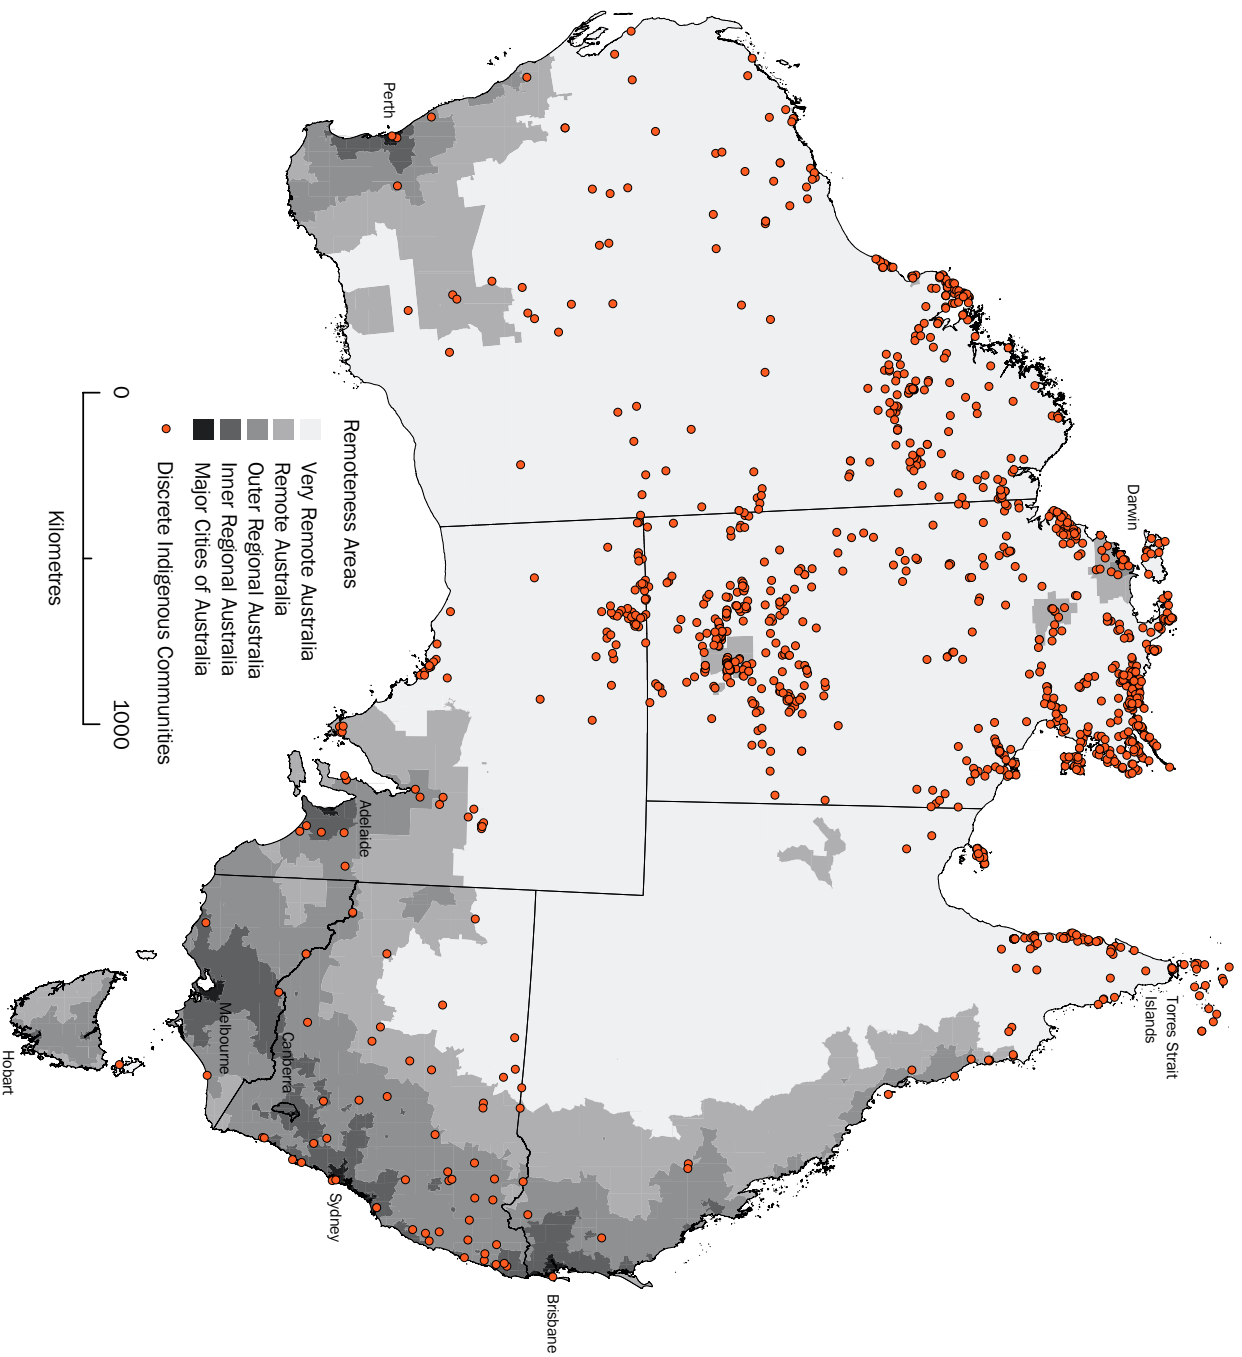 Darwin
Torres Strait
Islands
Perth
Brisbane
Adelaide
Sydney
Canberra
Melbourne
Hobart
Remoteness Areas
Very Remote Australia
Remote Australia
Outer Regional Australia
Inner Regional Australia
Major Cities of Australia
Discrete Indigenous Communities
0
1000
Kilometres